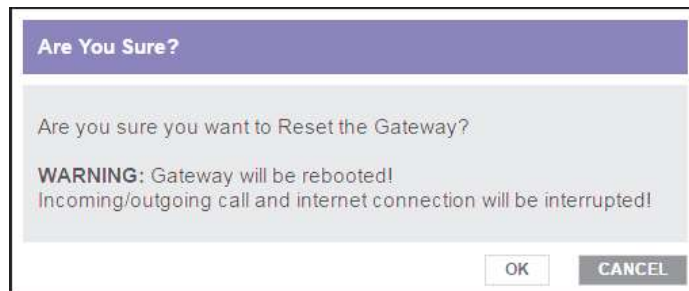 Are You Sure?
Are you sure you want to Reset the Gateway?
WARNING: Gateway will be rebooted!
Incoming/outgoing call and internet connection will be interrupted!
OK
CANCEL